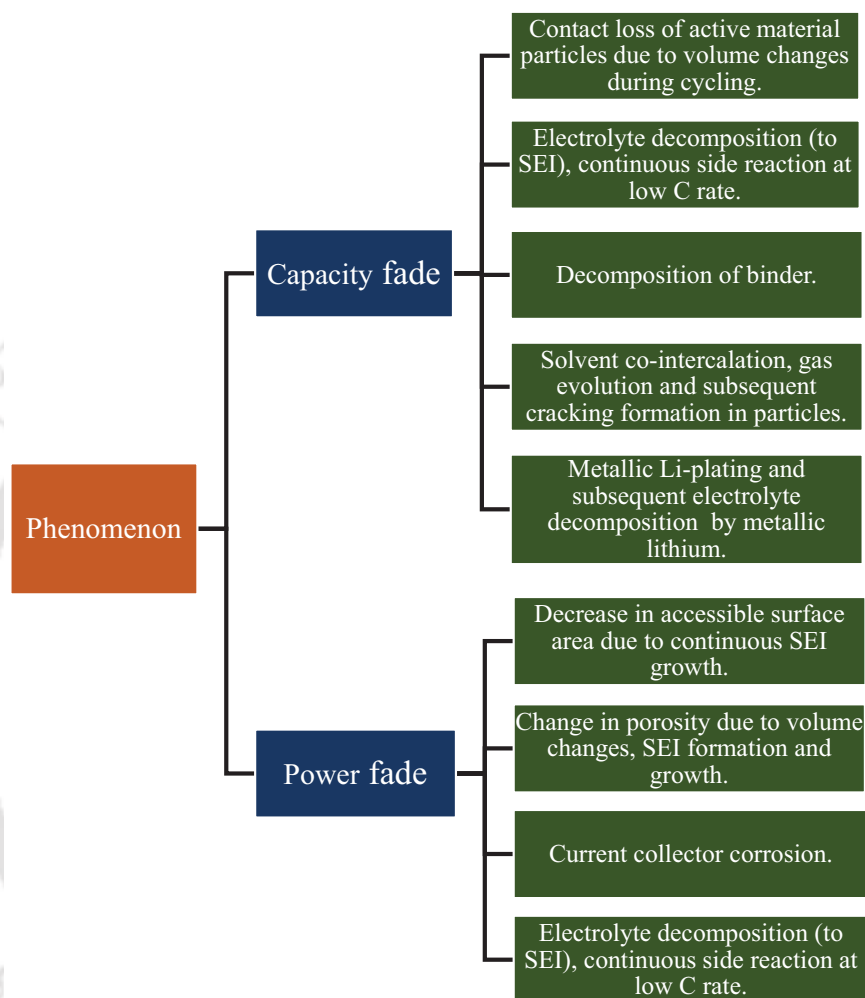 Contact loss of active material
particles due to volume changes
during cycling.
Electrolyte decomposition (to
SEI), continuous side reaction at
low C rate.
Capacity fade
Decomposition of binder.
Solvent co-intercalation, gas
evolution and subsequent
cracking formation in particles.
Metallic Li-plating and
subsequent electrolyte
decomposition by metallic
lithium.
Phenomenon
Decrease in accessible surface
area due to continuous SEI
growth.
Change in porosity due to volume
changes, SEI formation and
growth.
Power fade
Current collector corrosion.
Electrolyte decomposition (to
SEI), continuous side reaction at
low C rate.